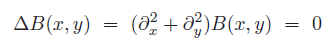 ΔB(x, y) = (∂²ₓ + ∂²ᵧ)B(x, y) = 0